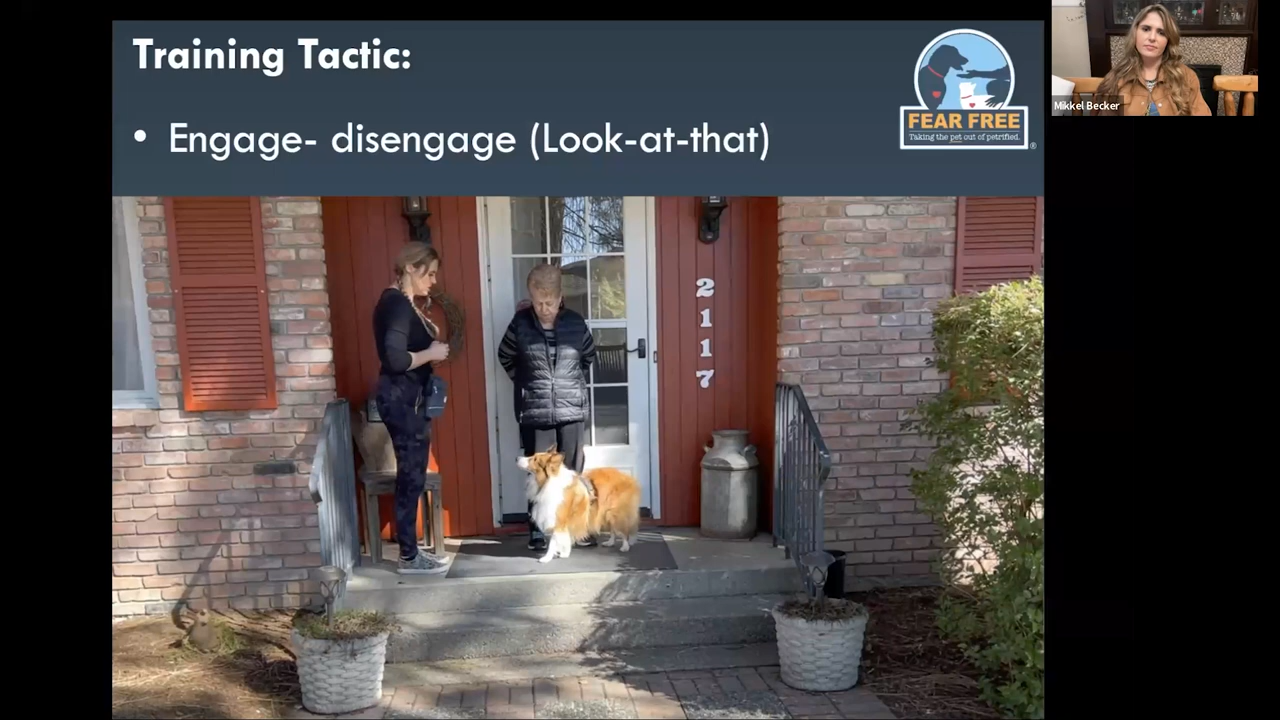 Training Tactic:
• Engage- disengage (Look-at-that)
FEAR FREE
Taking the pet out of petrified.
®
Mikkel Becker
2
1
1
7